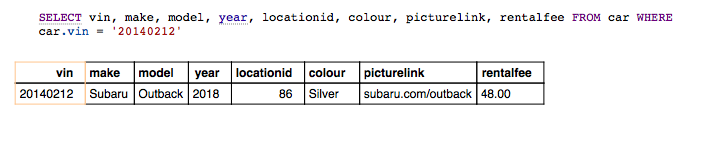 SELECT vin, make, model, year, locationid, colour, picturelink, rentalfee FROM car WHERE
car.vin = '20140212'
vin make model year locationid colour picturelink rentalfee
20140212 Subaru Outback 2018 86 Silver subaru.com/outback 48.00